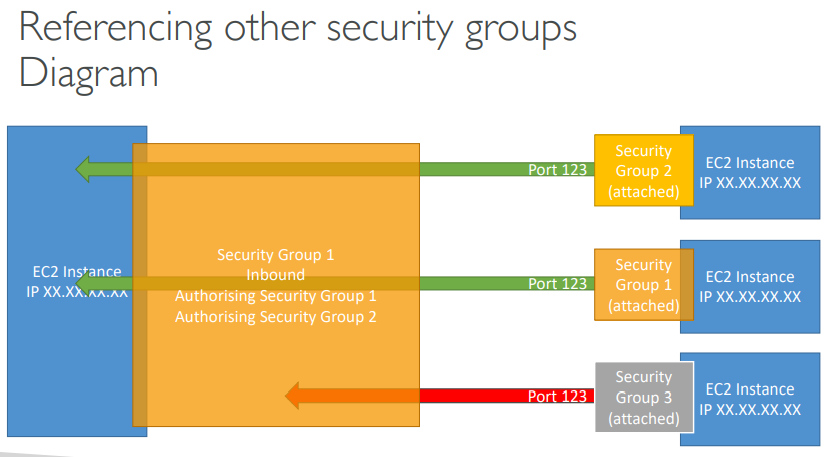 Referencing other security groups
Diagram
EC2 Instance
IP XX.XX.XX.XX
Security Group 1
Inbound
Authorising Security Group 1
Authorising Security Group 2
Port 123
Security
Group 2
(attached)
EC2 Instance
IP XX.XX.XX.XX
Port 123
Security
Group 1
(attached)
EC2 Instance
IP XX.XX.XX.XX
Port 123
Security
Group 3
(attached)
EC2 Instance
IP XX.XX.XX.XX